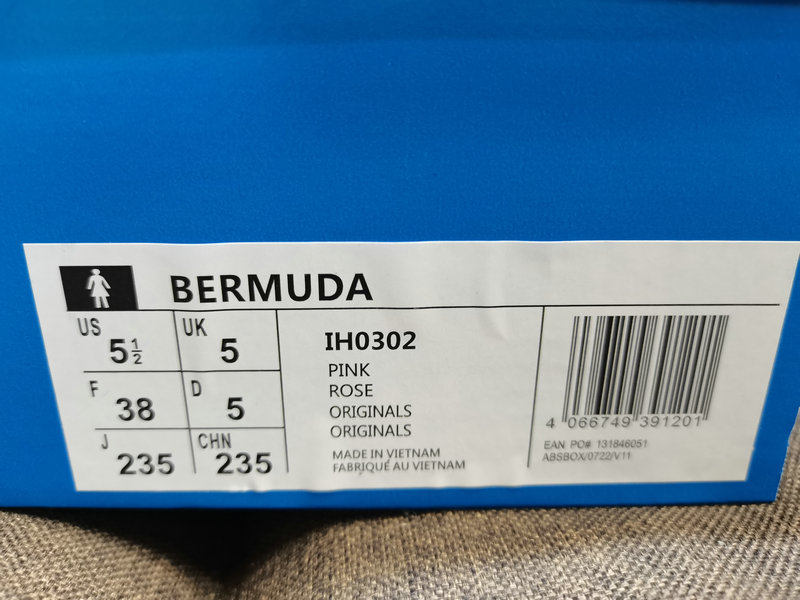 BERMUDA
US 5½ UK 5
F 38 D 5
J 235 CHN 235
IH0302
PINK
ROSE
ORIGINALS
ORIGINALS
MADE IN VIETNAM
FABRIQUÉ AU VIETNAM
4 066749 391201
EAN PO# 131846051
ABSBOX/0722/V11